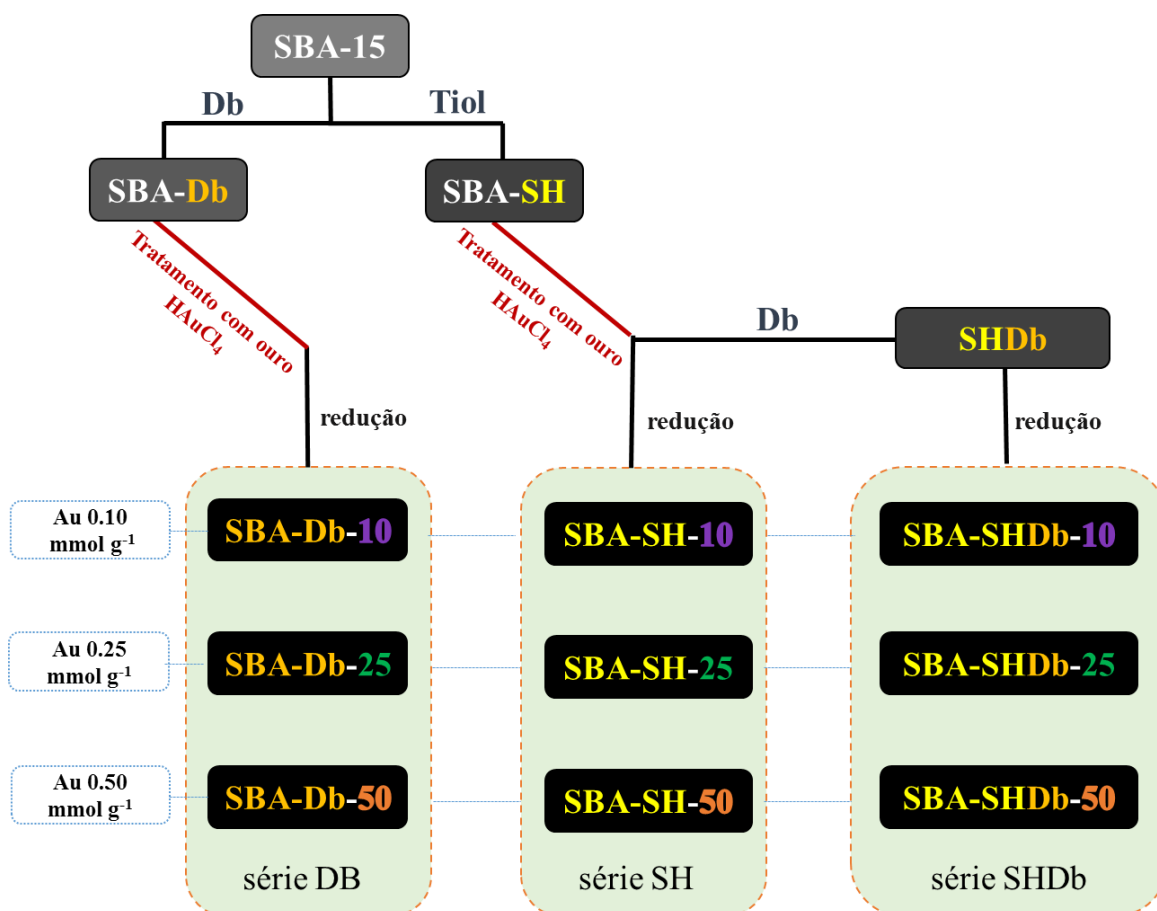 SBA-15
Db
Tiol
SBA-Db
SBA-SH
Tratamento com ouro
HAuCl₄
Tratamento com ouro
HAuCl₄
Db
SHDb
redução
redução
redução
Au 0.10
mmol g⁻¹
SBA-Db-10
SBA-SH-10
SBA-SHDb-10
Au 0.25
mmol g⁻¹
SBA-Db-25
SBA-SH-25
SBA-SHDb-25
Au 0.50
mmol g⁻¹
SBA-Db-50
SBA-SH-50
SBA-SHDb-50
série DB
série SH
série SHDb